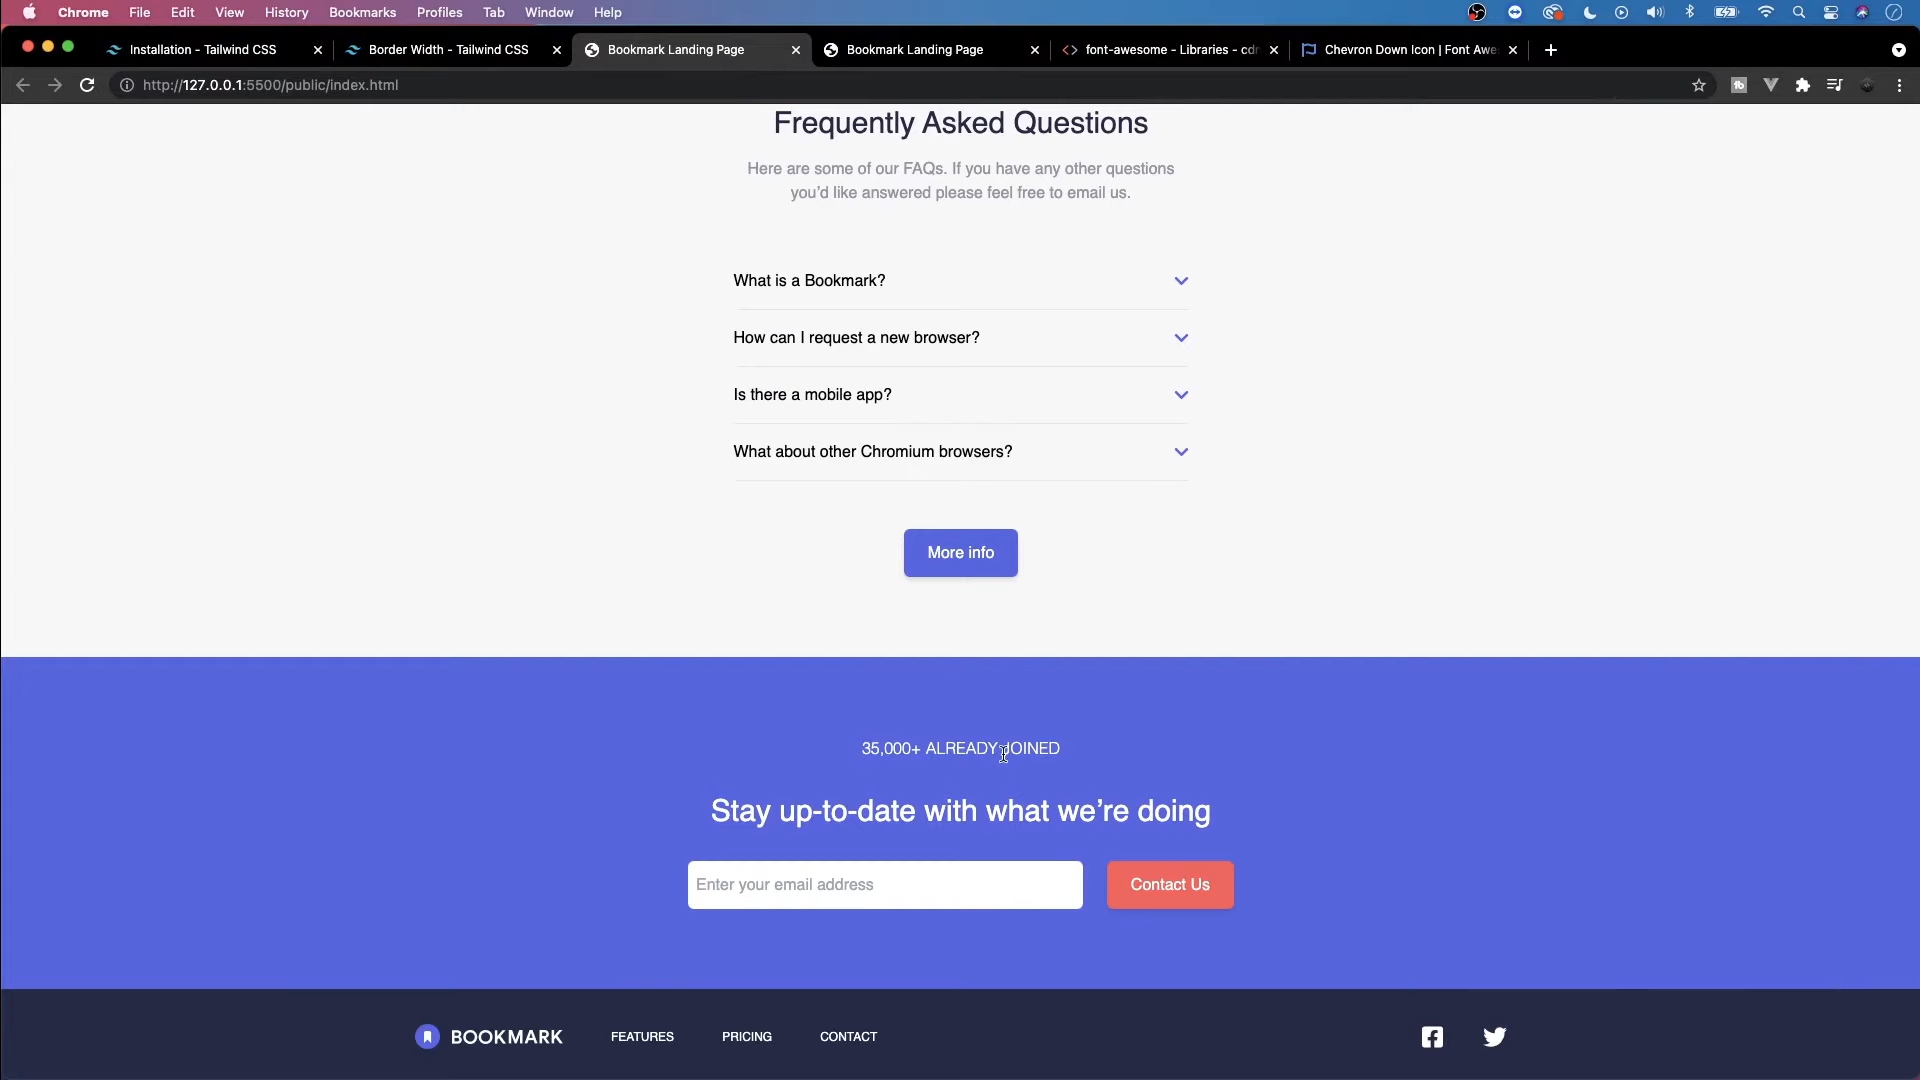 Chrome File Edit View History Bookmarks Profiles Tab Window Help
Installation - Tailwind CSS
Border Width - Tailwind CSS
Bookmark Landing Page
Bookmark Landing Page
font-awesome - Libraries - cdn
Chevron Down Icon | Font Awe
http://127.0.0.1:5500/public/index.html
Frequently Asked Questions
Here are some of our FAQs. If you have any other questions
you’d like answered please feel free to email us.
What is a Bookmark?
How can I request a new browser?
Is there a mobile app?
What about other Chromium browsers?
More info
35,000+ ALREADY JOINED
Stay up-to-date with what we’re doing
Enter your email address
Contact Us
BOOKMARK FEATURES PRICING CONTACT